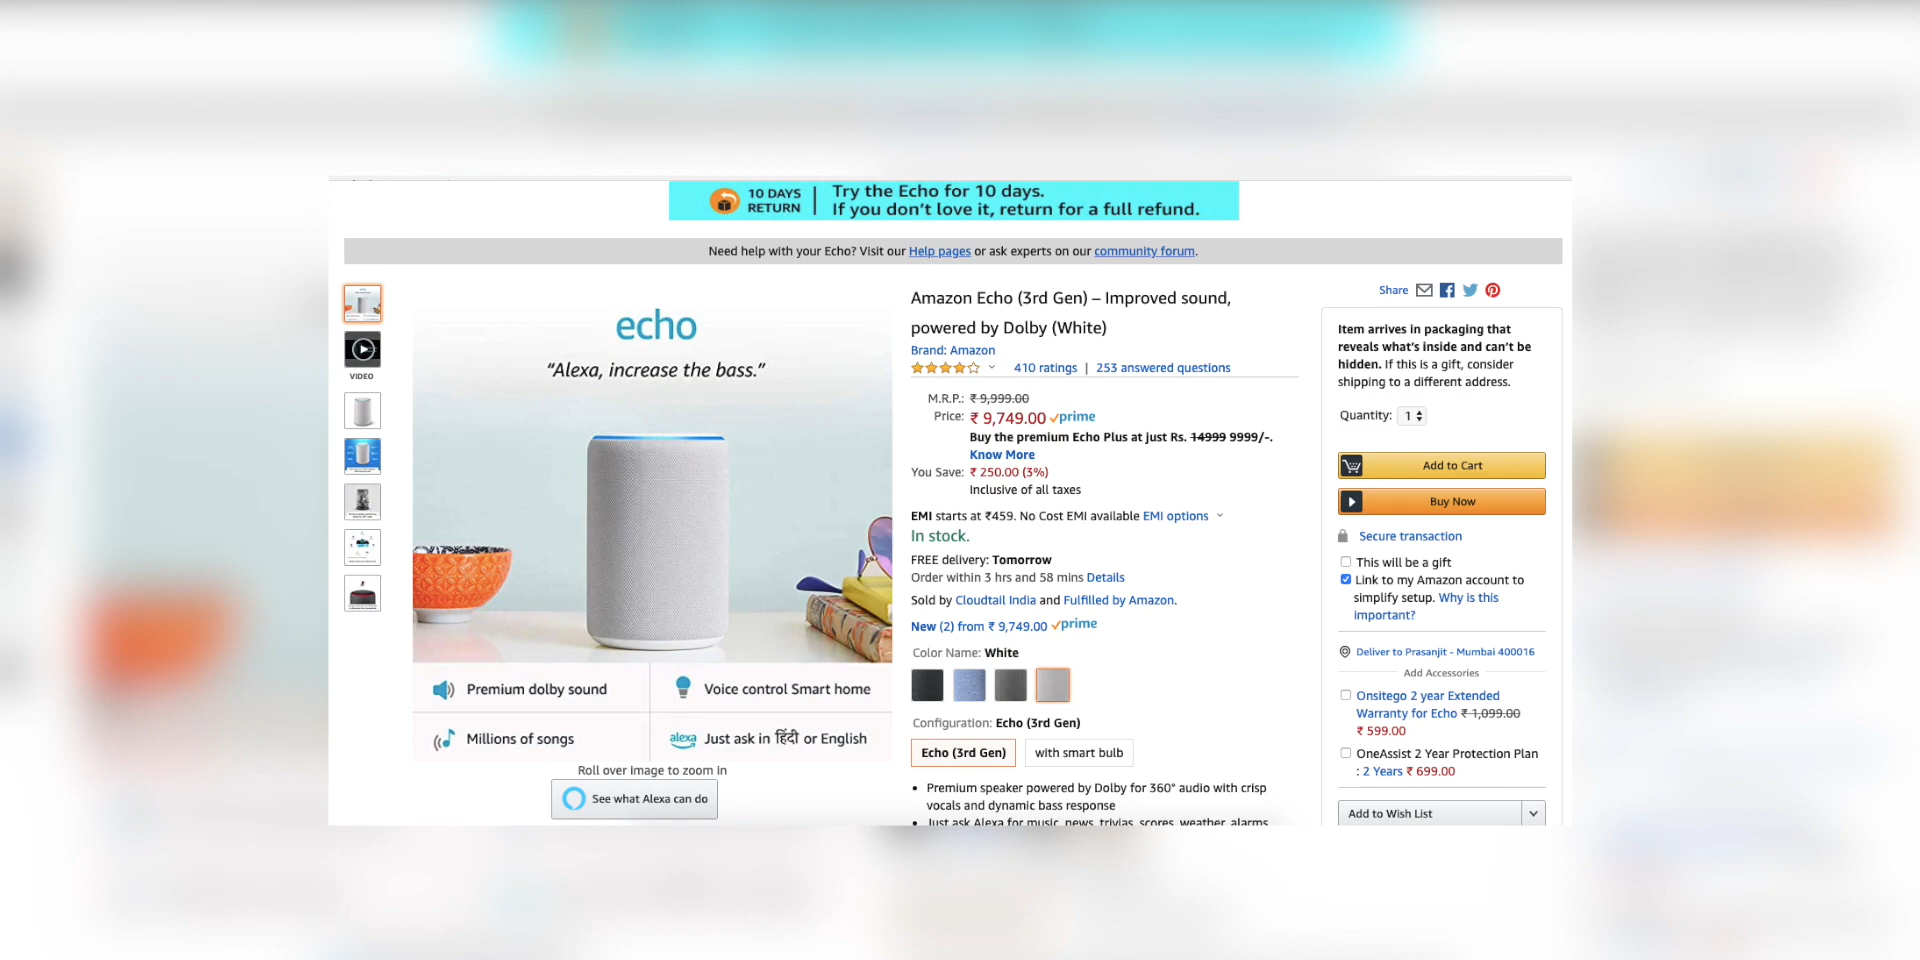 10 DAYS
RETURN
Try the Echo for 10 days.
If you don't love it, return for a full refund.
Need help with your Echo? Visit our Help pages or ask experts on our community forum.
VIDEO
echo
“Alexa, increase the bass.”
Premium dolby sound
Voice control Smart home
Millions of songs
alexa Just ask in हिंदी or English
Roll over image to zoom in
See what Alexa can do
Amazon Echo (3rd Gen) – Improved sound,
powered by Dolby (White)
Brand: Amazon
410 ratings | 253 answered questions
M.R.P.: ₹ 9,999.00
Price: ₹ 9,749.00 prime
Buy the premium Echo Plus at just Rs. 14999 9999/-.
Know More
You Save: ₹ 250.00 (3%)
Inclusive of all taxes
EMI starts at ₹459. No Cost EMI available EMI options
In stock.
FREE delivery: Tomorrow
Order within 3 hrs and 58 mins Details
Sold by Cloudtail India and Fulfilled by Amazon.
New (2) from ₹ 9,749.00 prime
Color Name: White
Configuration: Echo (3rd Gen)
Echo (3rd Gen)
with smart bulb
• Premium speaker powered by Dolby for 360° audio with crisp
vocals and dynamic bass response
• Just ask Alexa for music, news, trivias, scores, weather, alarms
Share
Item arrives in packaging that
reveals what's inside and can't be
hidden. If this is a gift, consider
shipping to a different address.
Quantity: 1
Add to Cart
Buy Now
Secure transaction
This will be a gift
Link to my Amazon account to
simplify setup. Why is this
important?
Deliver to Prasanjit - Mumbai 400016
Add Accessories
Onsitego 2 year Extended
Warranty for Echo ₹ 1,099.00
₹ 599.00
OneAssist 2 Year Protection Plan
: 2 Years ₹ 699.00
Add to Wish List